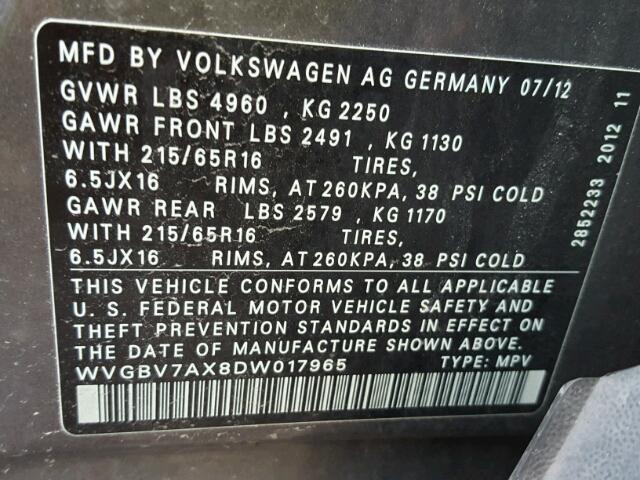 MFD BY VOLKSWAGEN AG GERMANY 07/12
GVWR LBS 4960 , KG 2250
GAWR FRONT LBS 2491 , KG 1130
WITH 215/65R16 TIRES,
6.5JX16 RIMS, AT 260KPA, 38 PSI COLD
GAWR REAR LBS 2579 , KG 1170
WITH 215/65R16 TIRES,
6.5JX16 RIMS, AT 260KPA, 38 PSI COLD
THIS VEHICLE CONFORMS TO ALL APPLICABLE
U. S. FEDERAL MOTOR VEHICLE SAFETY AND
THEFT PREVENTION STANDARDS IN EFFECT ON
THE DATE OF MANUFACTURE SHOWN ABOVE.
WVGBV7AX8DW017965 TYPE: MPV
2852233 2012 11